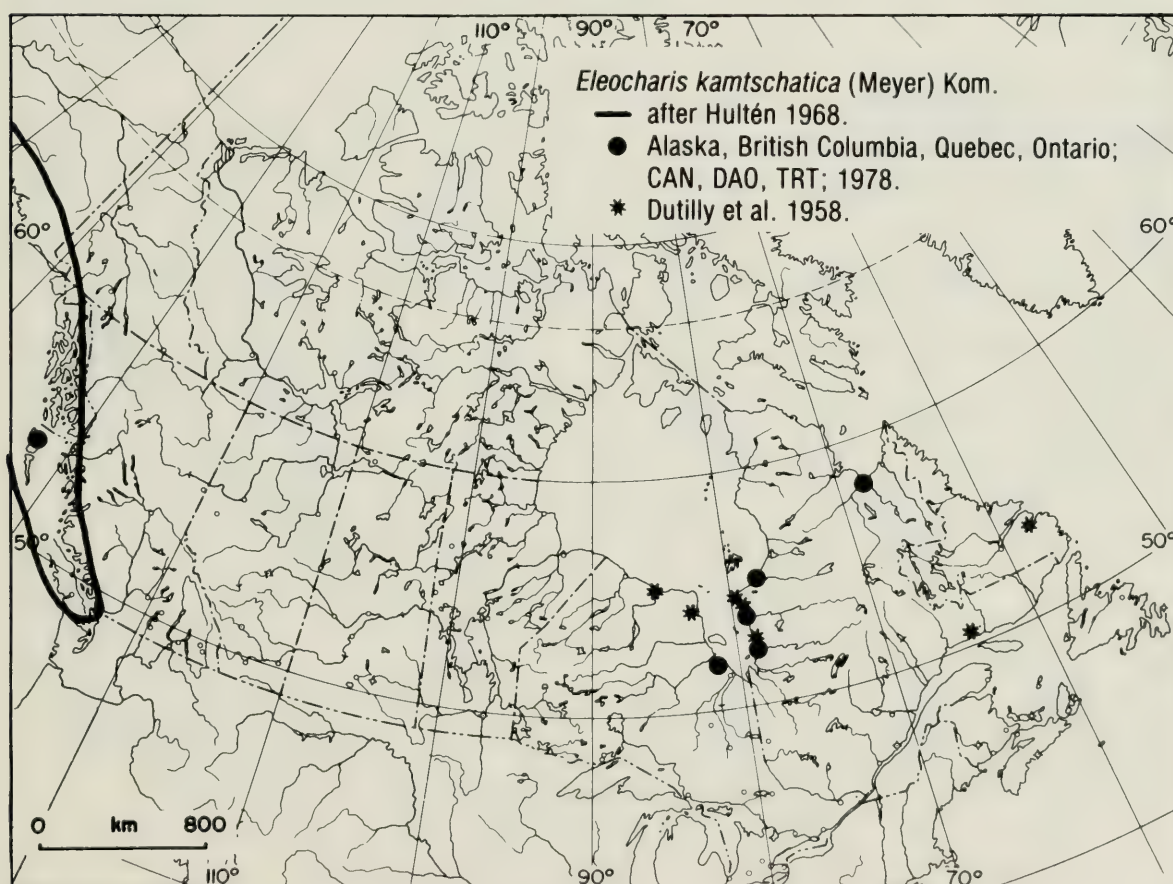 110° 90° 70°
Eleocharis kamtschatica (Meyer) Kom.
after Hultén 1968.
Alaska, British Columbia, Quebec, Ontario;
CAN, DAO, TRT; 1978.
Dutilly et al. 1958.
60° 60°
50° 50°
0 km 800
110° 90° 70°